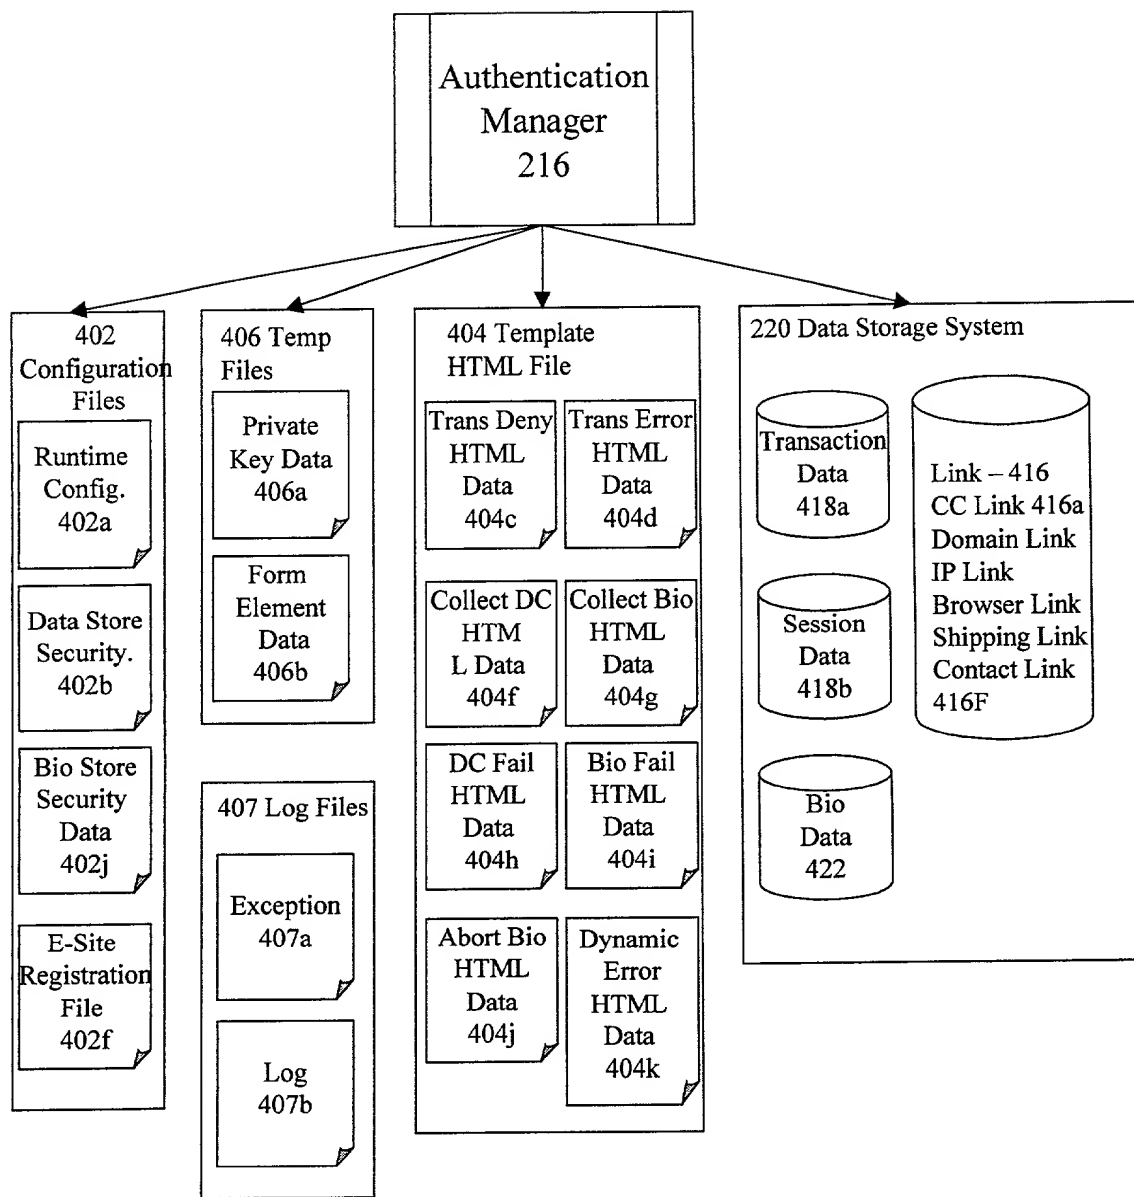 Authentication
Manager
216
402
Configuration
Files
Runtime
Config.
402a
Data Store
Security.
402b
Bio Store
Security
Data
402j
E-Site
Registration
File
402f
406 Temp
Files
Private
Key Data
406a
Form
Element
Data
406b
407 Log Files
Exception
407a
Log
407b
404 Template
HTML File
Trans Deny
HTML
Data
404c
Trans Error
HTML
Data
404d
Collect DC
HTM
L Data
404f
Collect Bio
HTML
Data
404g
DC Fail
HTML
Data
404h
Bio Fail
HTML
Data
404i
Abort Bio
HTML
Data
404j
Dynamic
Error
HTML
Data
404k
220 Data Storage System
Transaction
Data
418a
Session
Data
418b
Bio
Data
422
Link – 416
CC Link 416a
Domain Link
IP Link
Browser Link
Shipping Link
Contact Link
416F